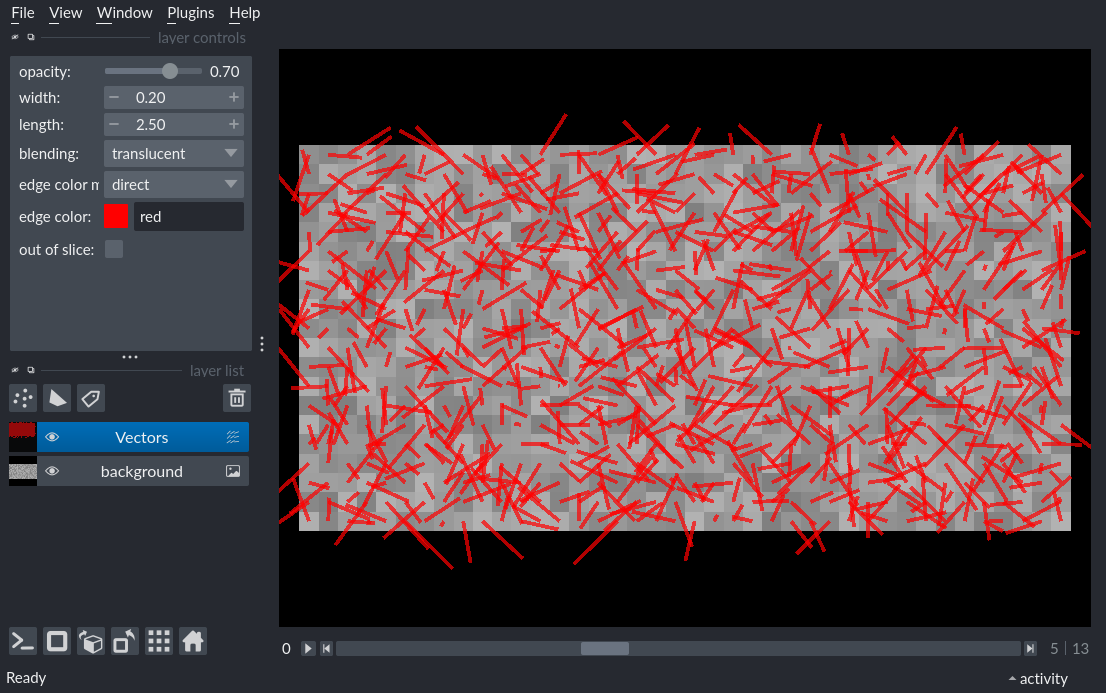 File View Window Plugins Help
layer controls
opacity: 0.70
width: − 0.20 +
length: − 2.50 +
blending: translucent
edge color m direct
edge color: red
out of slice:
layer list
Vectors
background
0 5 | 13
Ready activity